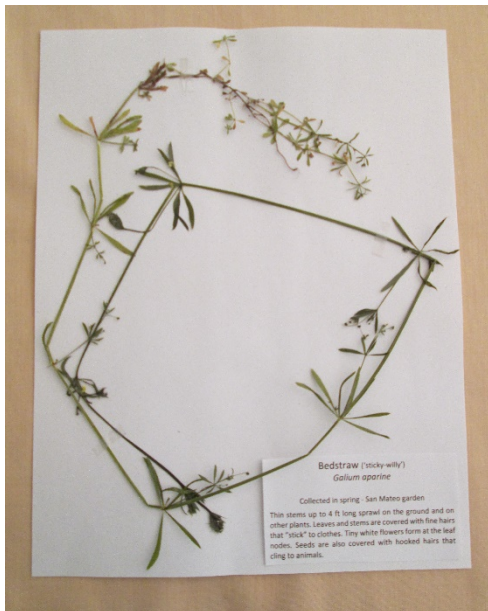 Bedstraw ('sticky-willy')
Galium aparine
Collected in spring - San Mateo garden
Thin stems up to 4 ft long sprawl on the ground and on
other plants. Leaves and stems are covered with fine hairs
that "stick" to clothes. Tiny white flowers form at the leaf
nodes. Seeds are also covered with hooked hairs that
cling to animals.